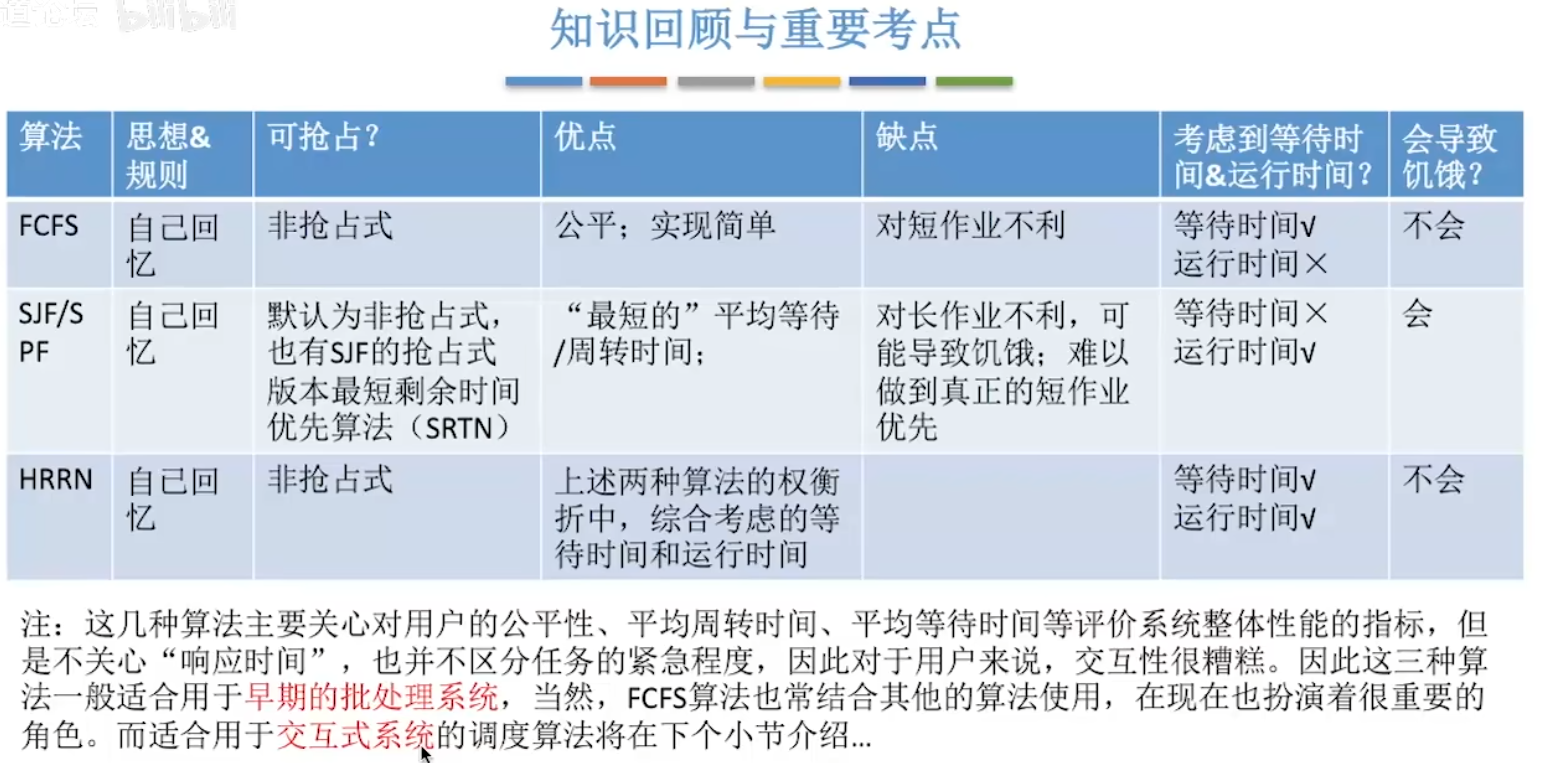 bilibili
知识回顾与重要考点
算法 思想& 可抢占？ 优点 缺点 考虑到等待时 会导致
规则 间&运行时间？ 饥饿？
FCFS 自己回 非抢占式 公平；实现简单 对短作业不利 等待时间√ 不会
忆 运行时间×
SJF/S 自己回 默认为非抢占式， “最短的”平均等待 对长作业不利，可 等待时间× 会
PF 忆 也有SJF的抢占式 /周转时间； 能导致饥饿；难以 运行时间√
版本最短剩余时间 做到真正的短作业
优先算法（SRTN） 优先
HRRN 自己回 非抢占式 上述两种算法的权衡 等待时间√ 不会
忆 折中，综合考虑的等 运行时间√
待时间和运行时间
注：这几种算法主要关心对用户的公平性、平均周转时间、平均等待时间等评价系统整体性能的指标，但
是不关心“响应时间”，也并不区分任务的紧急程度，因此对于用户来说，交互性很糟糕。因此这三种算
法一般适合用于早期的批处理系统，当然，FCFS算法也常结合其他的算法使用，在现在也扮演着很重要的
角色。而适合用于交互式系统的调度算法将在下个小节介绍...